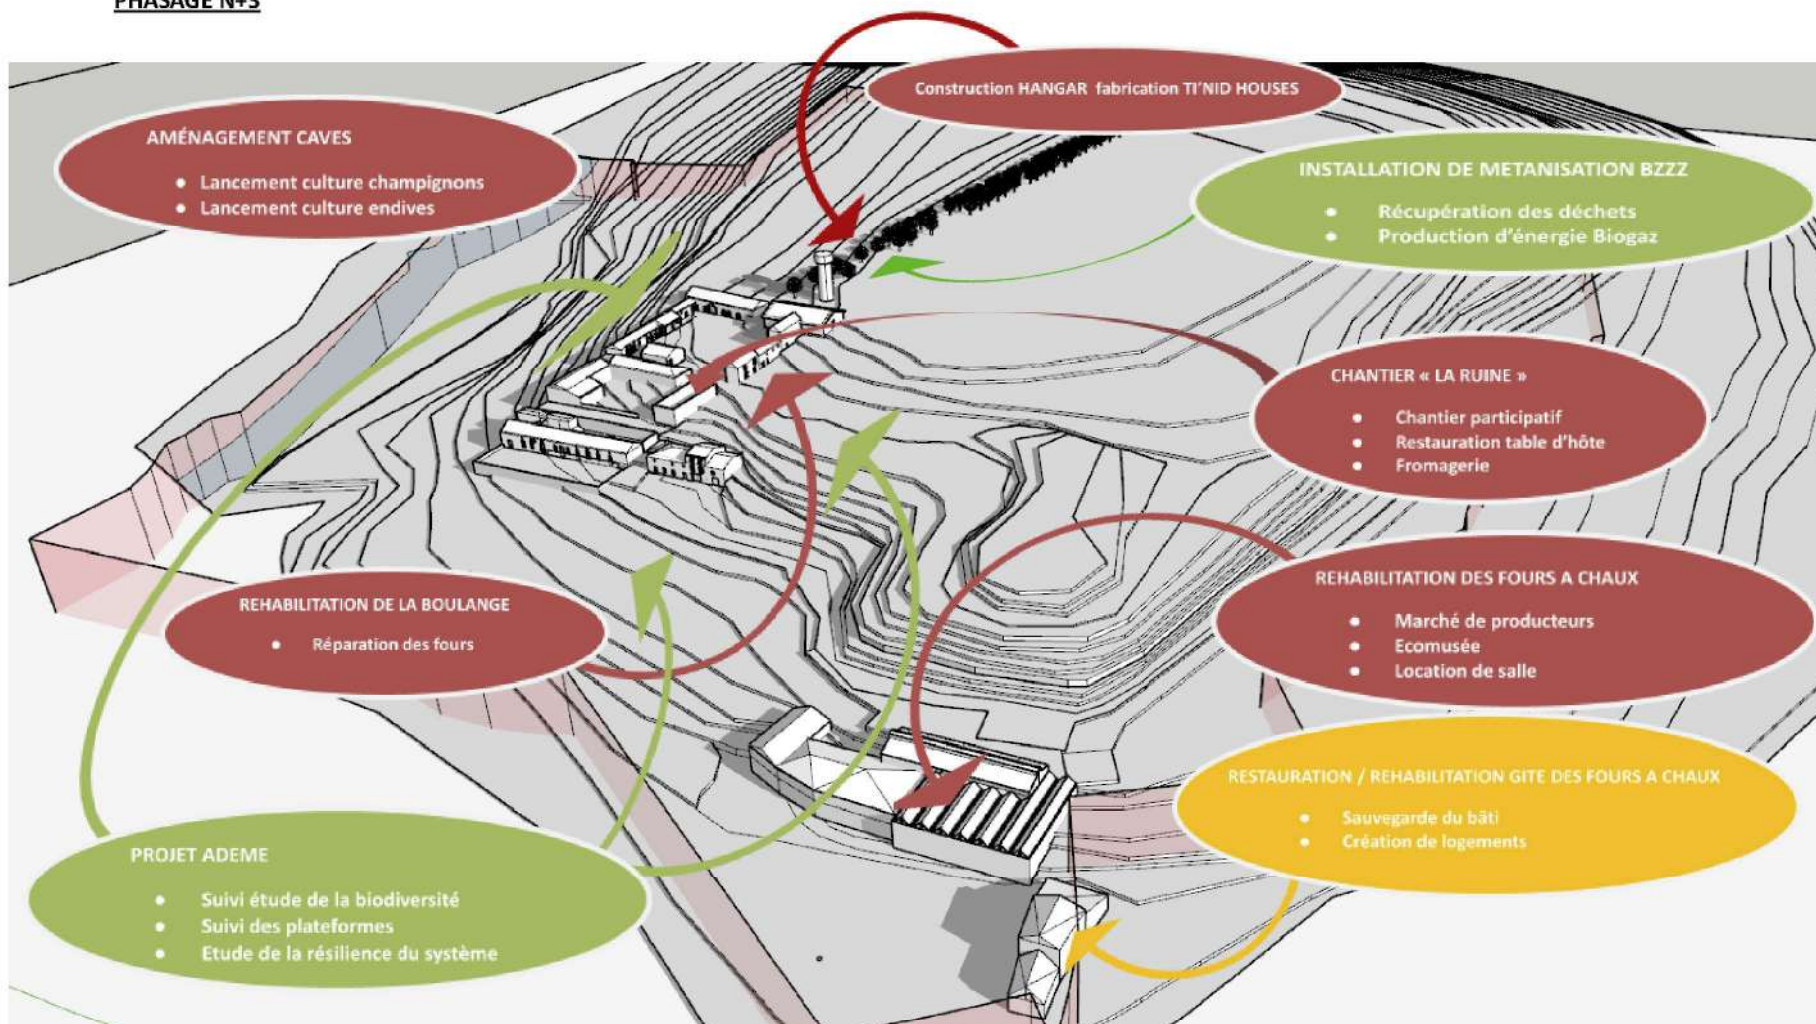 PHASAGE N+3
Construction HANGAR fabrication TI'NID HOUSES
AMÉNAGEMENT CAVES
• Lancement culture champignons
• Lancement culture endives
INSTALLATION DE METANISATION BZZZ
• Récupération des déchets
• Production d'énergie Biogaz
CHANTIER « LA RUINE »
• Chantier participatif
• Restauration table d'hôte
• Fromagerie
REHABILITATION DE LA BOULANGE
• Réparation des fours
REHABILITATION DES FOURS A CHAUX
• Marché de producteurs
• Ecomusée
• Location de salle
RESTAURATION / REHABILITATION GITE DES FOURS A CHAUX
• Sauvegarde du bâti
• Création de logements
PROJET ADEME
• Suivi étude de la biodiversité
• Suivi des plateformes
• Etude de la résilience du système